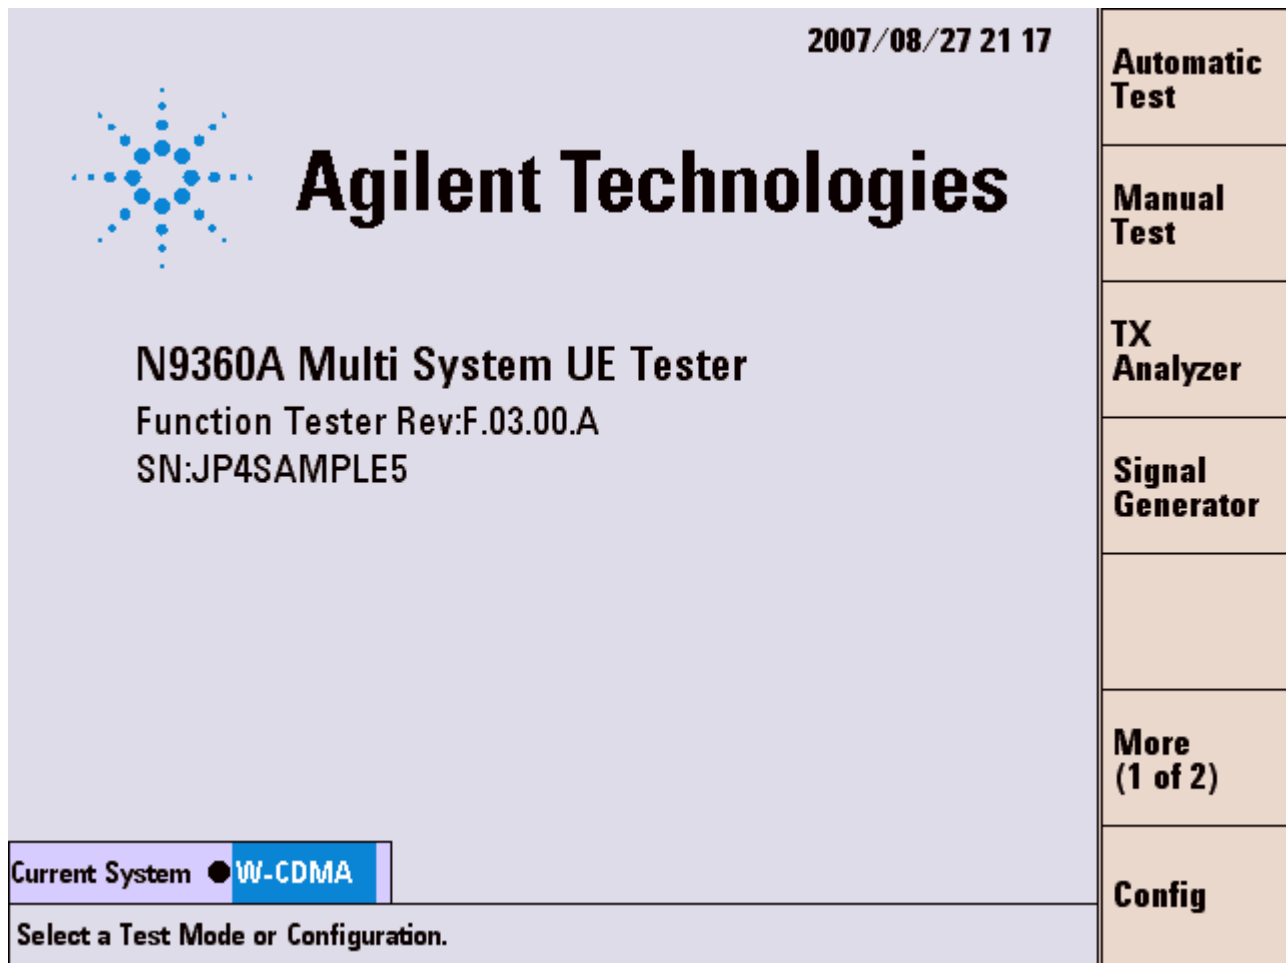 2007/08/27 21 17
Agilent Technologies
N9360A Multi System UE Tester
Function Tester Rev:F.03.00.A
SN:JP4SAMPLE5
Current System ●W-CDMA
Select a Test Mode or Configuration.
Automatic
Test
Manual
Test
TX
Analyzer
Signal
Generator
More
(1 of 2)
Config